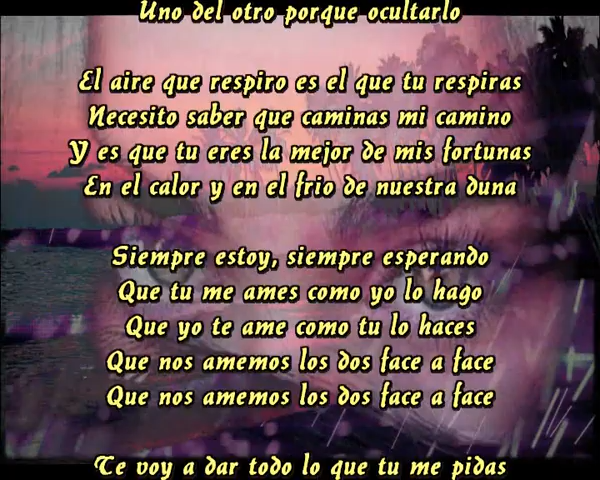 Uno del otro porque ocultarlo
El aire que respiro es el que tu respiras
Necesito saber que caminas mi camino
Y es que tu eres la mejor de mis fortunas
En el calor y en el frio de nuestra duna
Siempre estoy, siempre esperando
Que tu me ames como yo lo hago
Que yo te ame como tu lo haces
Que nos amemos los dos face a face
Que nos amemos los dos face a face
Te voy a dar todo lo que tu me pidas